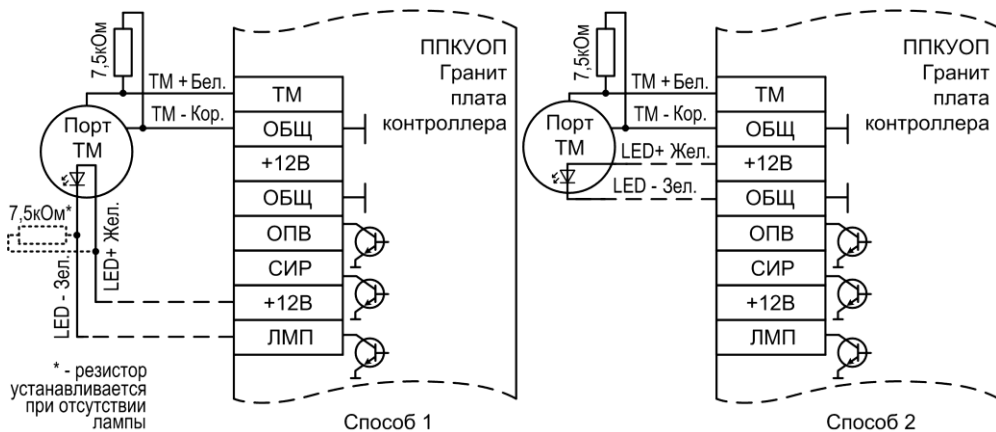 7,5кОм
ТМ + Бел.
ТМ - Кор.
Порт
ТМ
7,5кОм*
LED - Зел.
LED+ Жел.
* - резистор
устанавливается
при отсутствии
лампы
ППКУОП
Гранит
плата
контроллера
ТМ
ОБЩ
+12В
ОБЩ
ОПВ
СИР
+12В
ЛМП
Способ 1
7,5кОм
ТМ + Бел.
ТМ - Кор.
Порт
ТМ
LED+ Жел.
LED - Зел.
ППКУОП
Гранит
плата
контроллера
ТМ
ОБЩ
+12В
ОБЩ
ОПВ
СИР
+12В
ЛМП
Способ 2